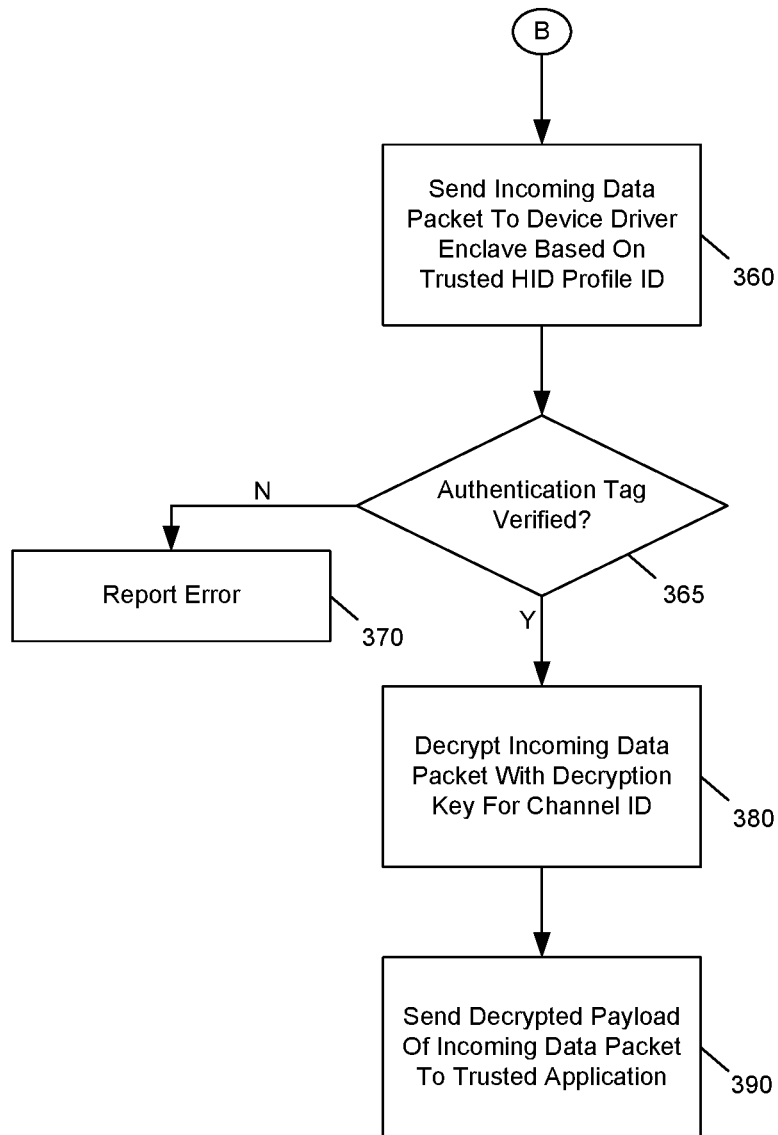 B
Send Incoming Data
Packet To Device Driver
Enclave Based On
Trusted HID Profile ID
360
Authentication Tag
Verified?
365
N
Report Error
370
Y
Decrypt Incoming Data
Packet With Decryption
Key For Channel ID
380
Send Decrypted Payload
Of Incoming Data Packet
To Trusted Application
390